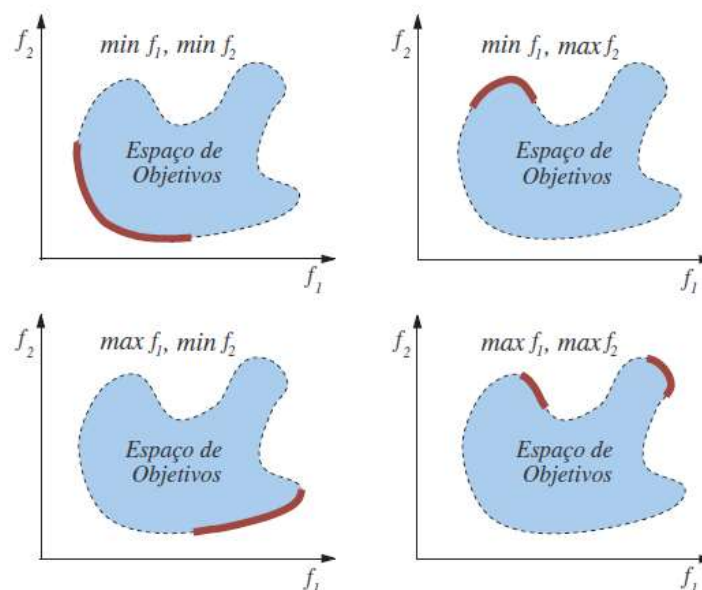 f2
min f1, min f2
Espaço de
Objetivos
f1
f2
min f1, max f2
Espaço de
Objetivos
f1
f2
max f1, min f2
Espaço de
Objetivos
f1
f2
max f1, max f2
Espaço de
Objetivos
f1